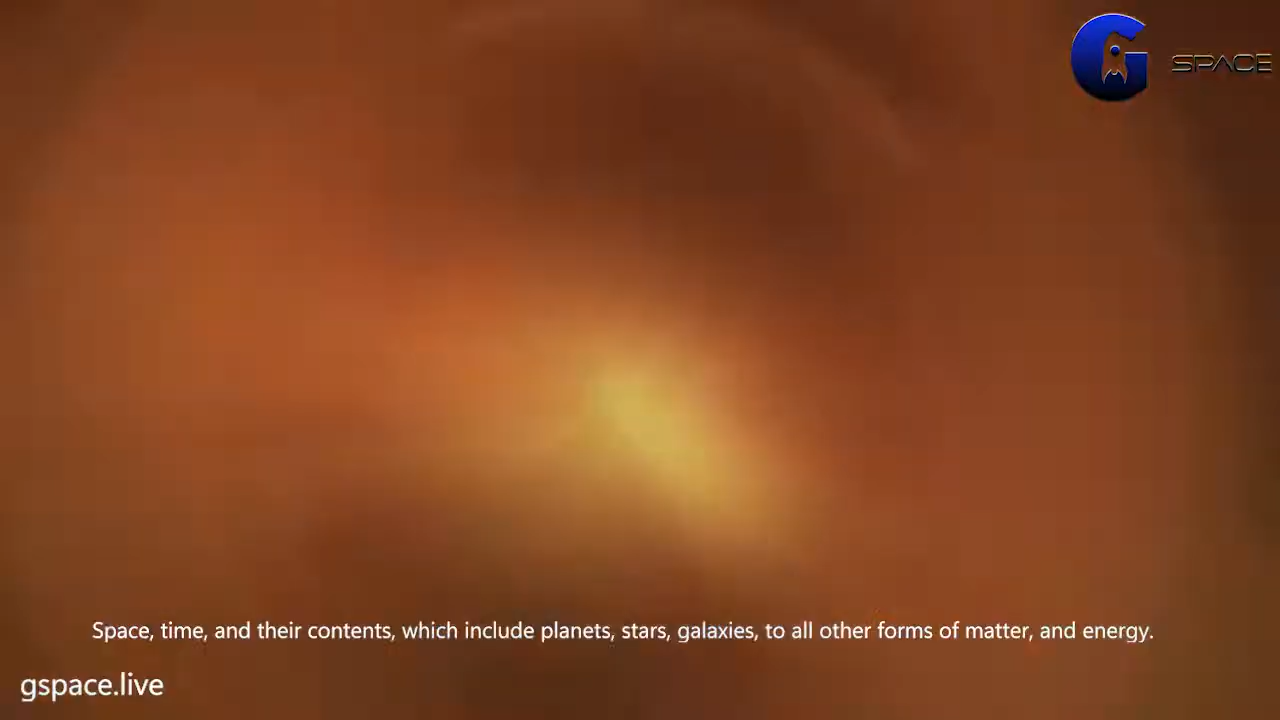 G SPACE
Space, time, and their contents, which include planets, stars, galaxies, to all other forms of matter, and energy.
gspace.live